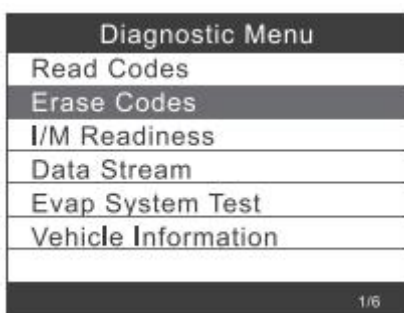 Diagnostic Menu
Read Codes
Erase Codes
I/M Readiness
Data Stream
Evap System Test
Vehicle Information
1/6